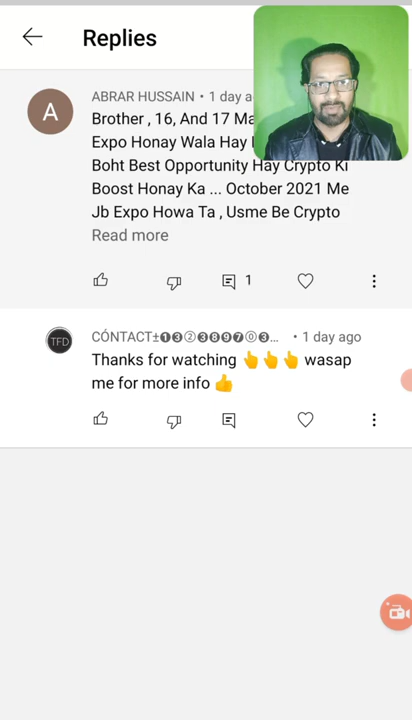 Replies
A
ABRAR HUSSAIN • 1 day a
Brother , 16, And 17 Ma
Expo Honay Wala Hay
Boht Best Opportunity Hay Crypto Ki
Boost Honay Ka ... October 2021 Me
Jb Expo Howa Ta , Usme Be Crypto
Read more
1
TFD
CÓNTACT±❶❸②❸❽❾❼⓪❸... • 1 day ago
Thanks for watching 👆👆👆 wasap
me for more info 👍